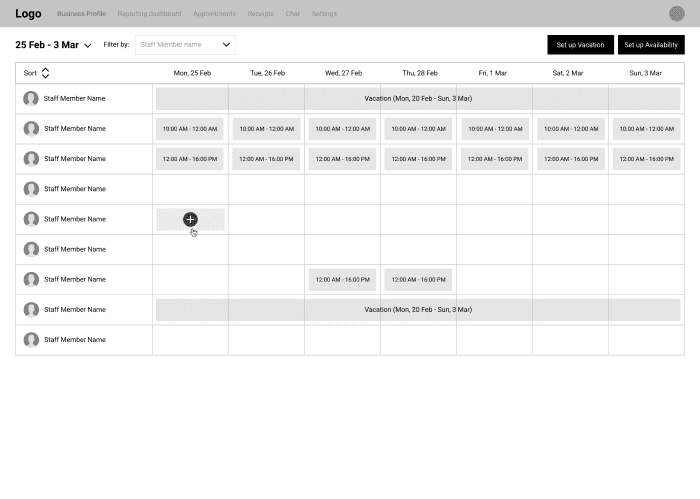 Logo Business Profile Reporting dashboard Appointments Receipts Chat Settings
25 Feb - 3 Mar Filter by: Staff Member name Set up Vacation Set up Availability
Sort Mon, 25 Feb Tue, 26 Feb Wed, 27 Feb Thu, 28 Feb Fri, 1 Mar Sat, 2 Mar Sun, 3 Mar
Staff Member Name Vacation (Mon, 20 Feb - Sun, 3 Mar)
Staff Member Name 10:00 AM - 12:00 AM 10:00 AM - 12:00 AM 10:00 AM - 12:00 AM 10:00 AM - 12:00 AM 10:00 AM - 12:00 AM 10:00 AM - 12:00 AM 10:00 AM - 12:00 AM
Staff Member Name 12:00 AM - 16:00 PM 12:00 AM - 16:00 PM 12:00 AM - 16:00 PM 12:00 AM - 16:00 PM 12:00 AM - 16:00 PM 12:00 AM - 16:00 PM 12:00 AM - 16:00 PM
Staff Member Name
Staff Member Name
Staff Member Name
Staff Member Name 12:00 AM - 16:00 PM 12:00 AM - 16:00 PM
Staff Member Name Vacation (Mon, 20 Feb - Sun, 3 Mar)
Staff Member Name